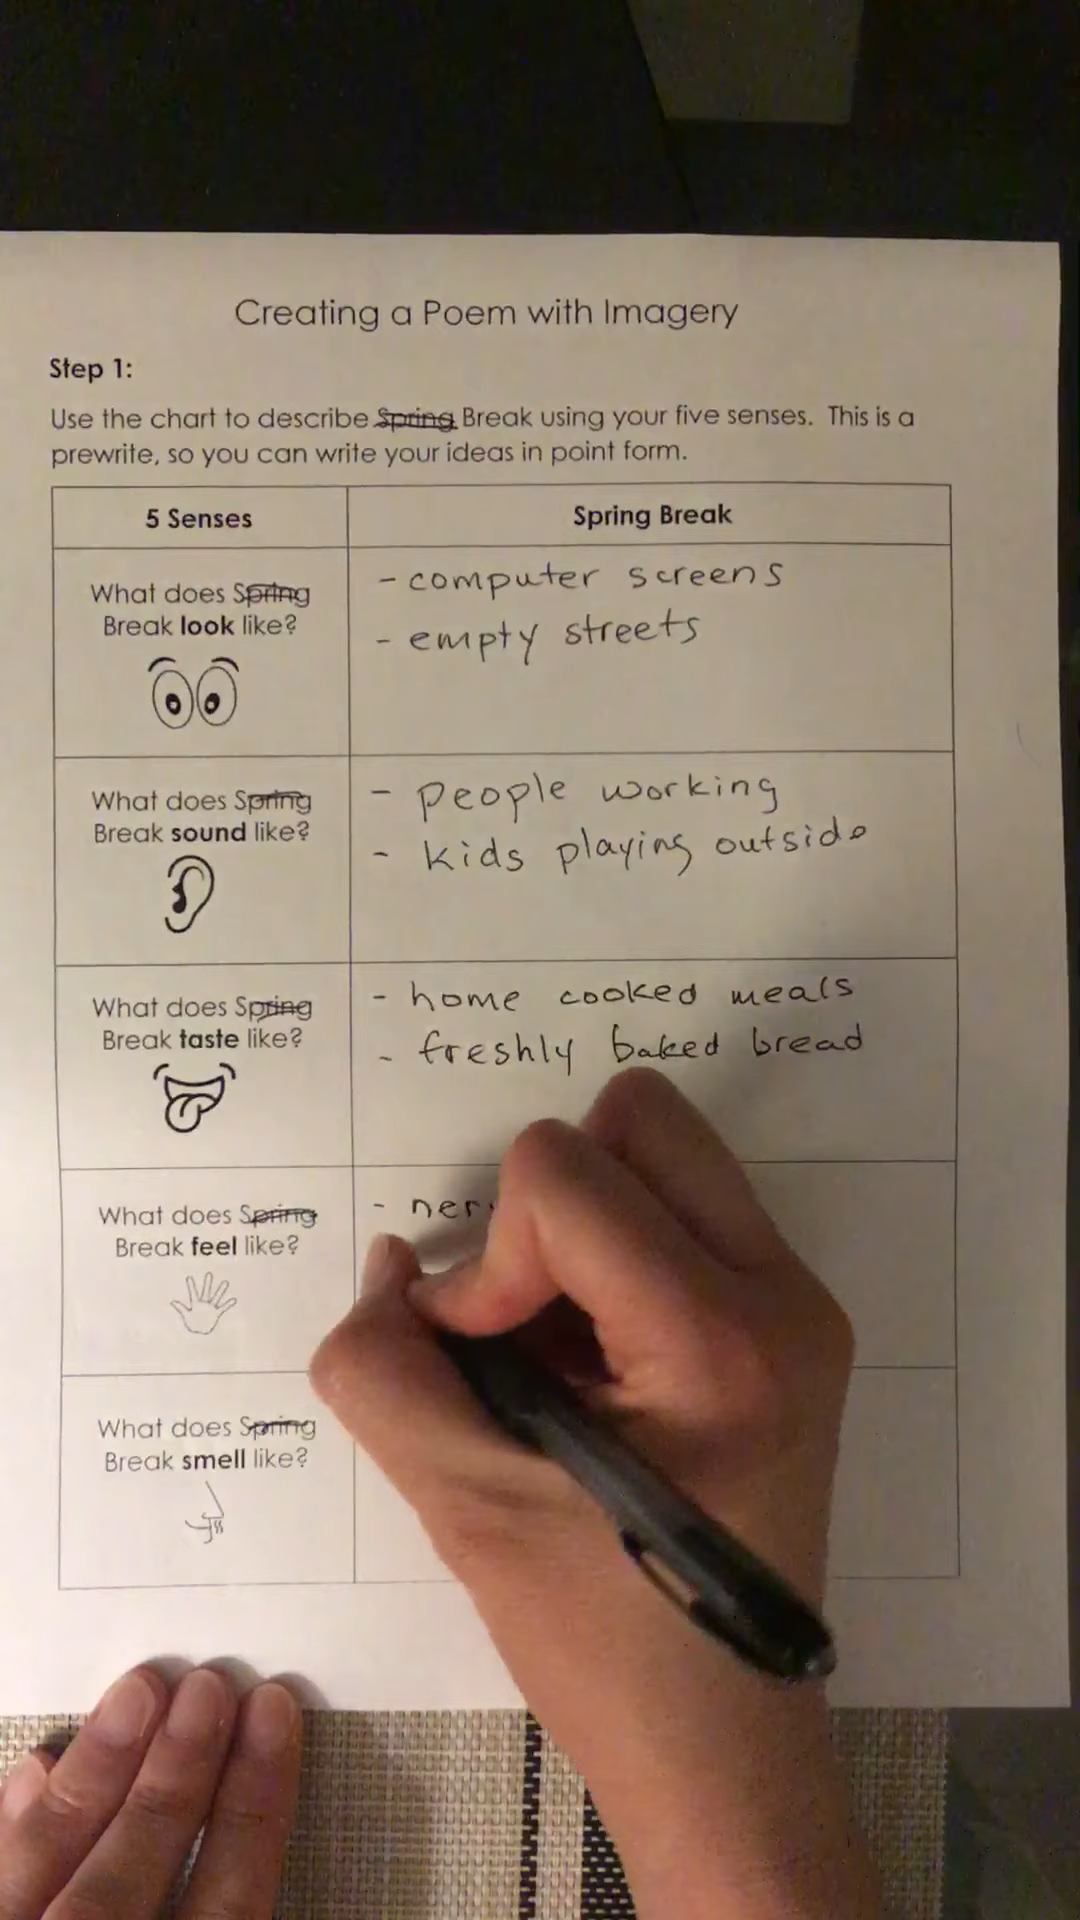 Creating a Poem with Imagery
Step 1:
Use the chart to describe Spring Break using your five senses. This is a
prewrite, so you can write your ideas in point form.
5 Senses
Spring Break
What does Spring
Break look like?
- computer screens
- empty streets
What does Spring
Break sound like?
- people working
- kids playing outside
What does Spring
Break taste like?
- home cooked meals
- freshly baked bread
What does Spring
Break feel like?
-
What does Spring
Break smell like?